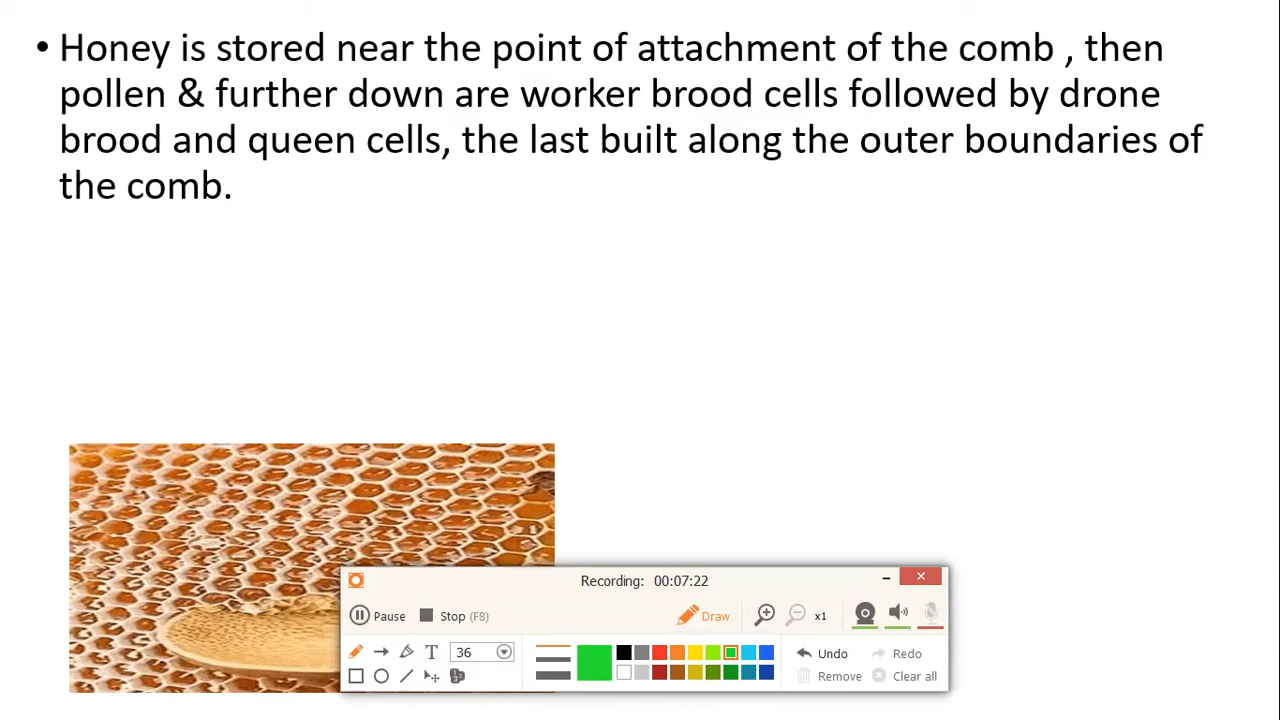 • Honey is stored near the point of attachment of the comb , then
pollen & further down are worker brood cells followed by drone
brood and queen cells, the last built along the outer boundaries of
the comb.
Recording: 00:07:22
Pause Stop (F8) Draw x1
T 36 Undo Redo
Remove Clear all